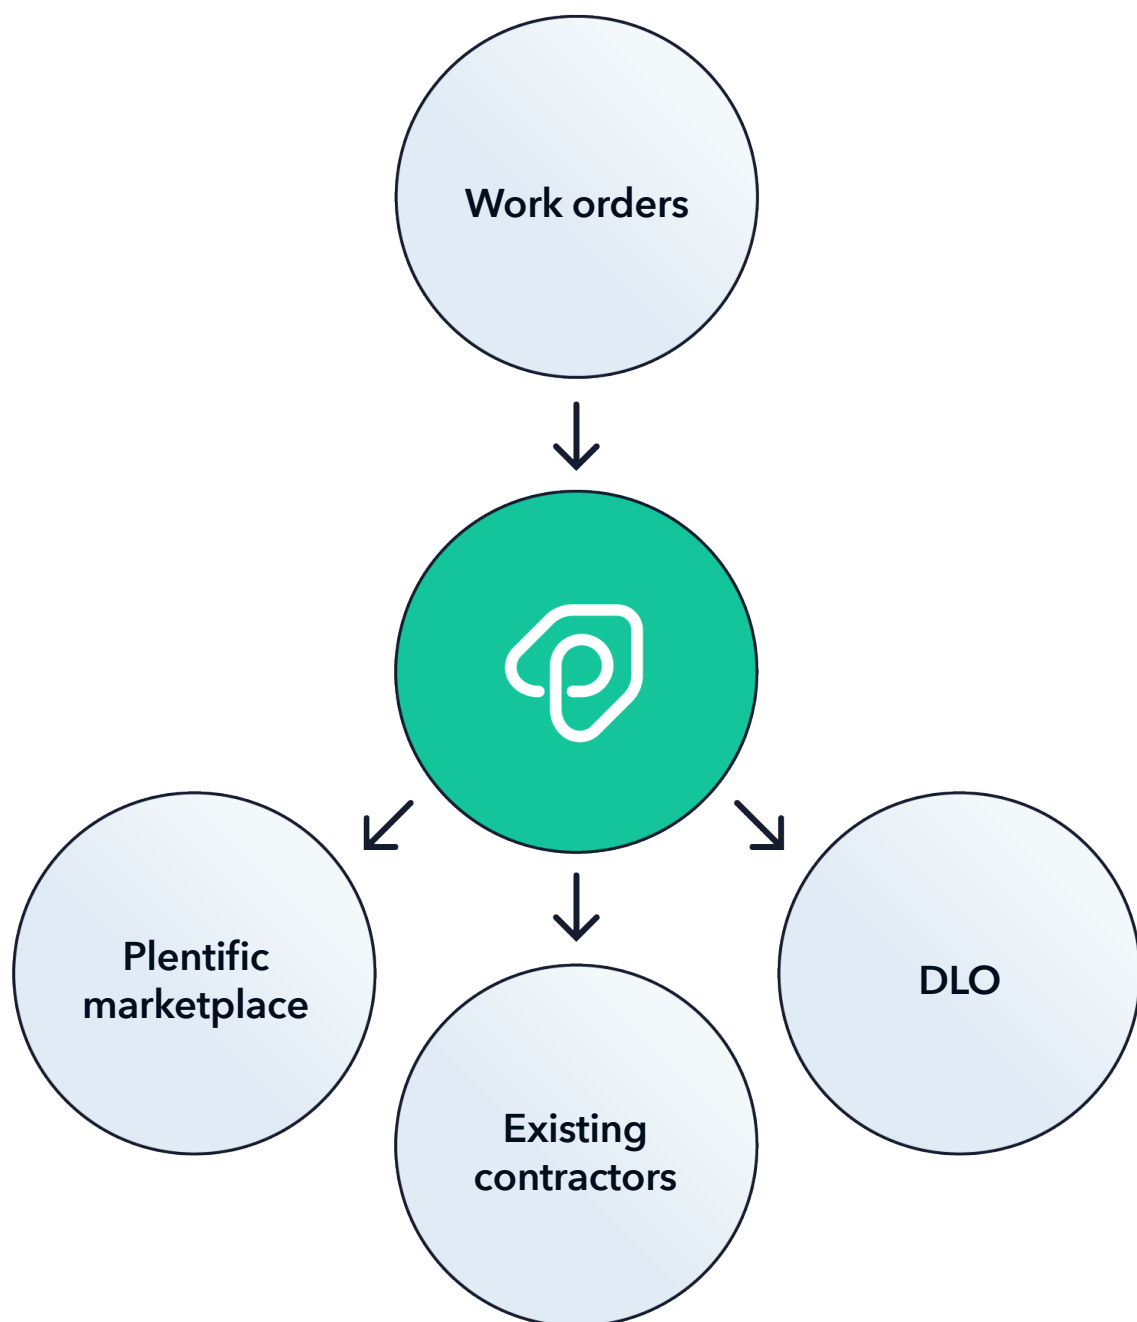 Work orders
Plentific
marketplace
Existing
contractors
DLO